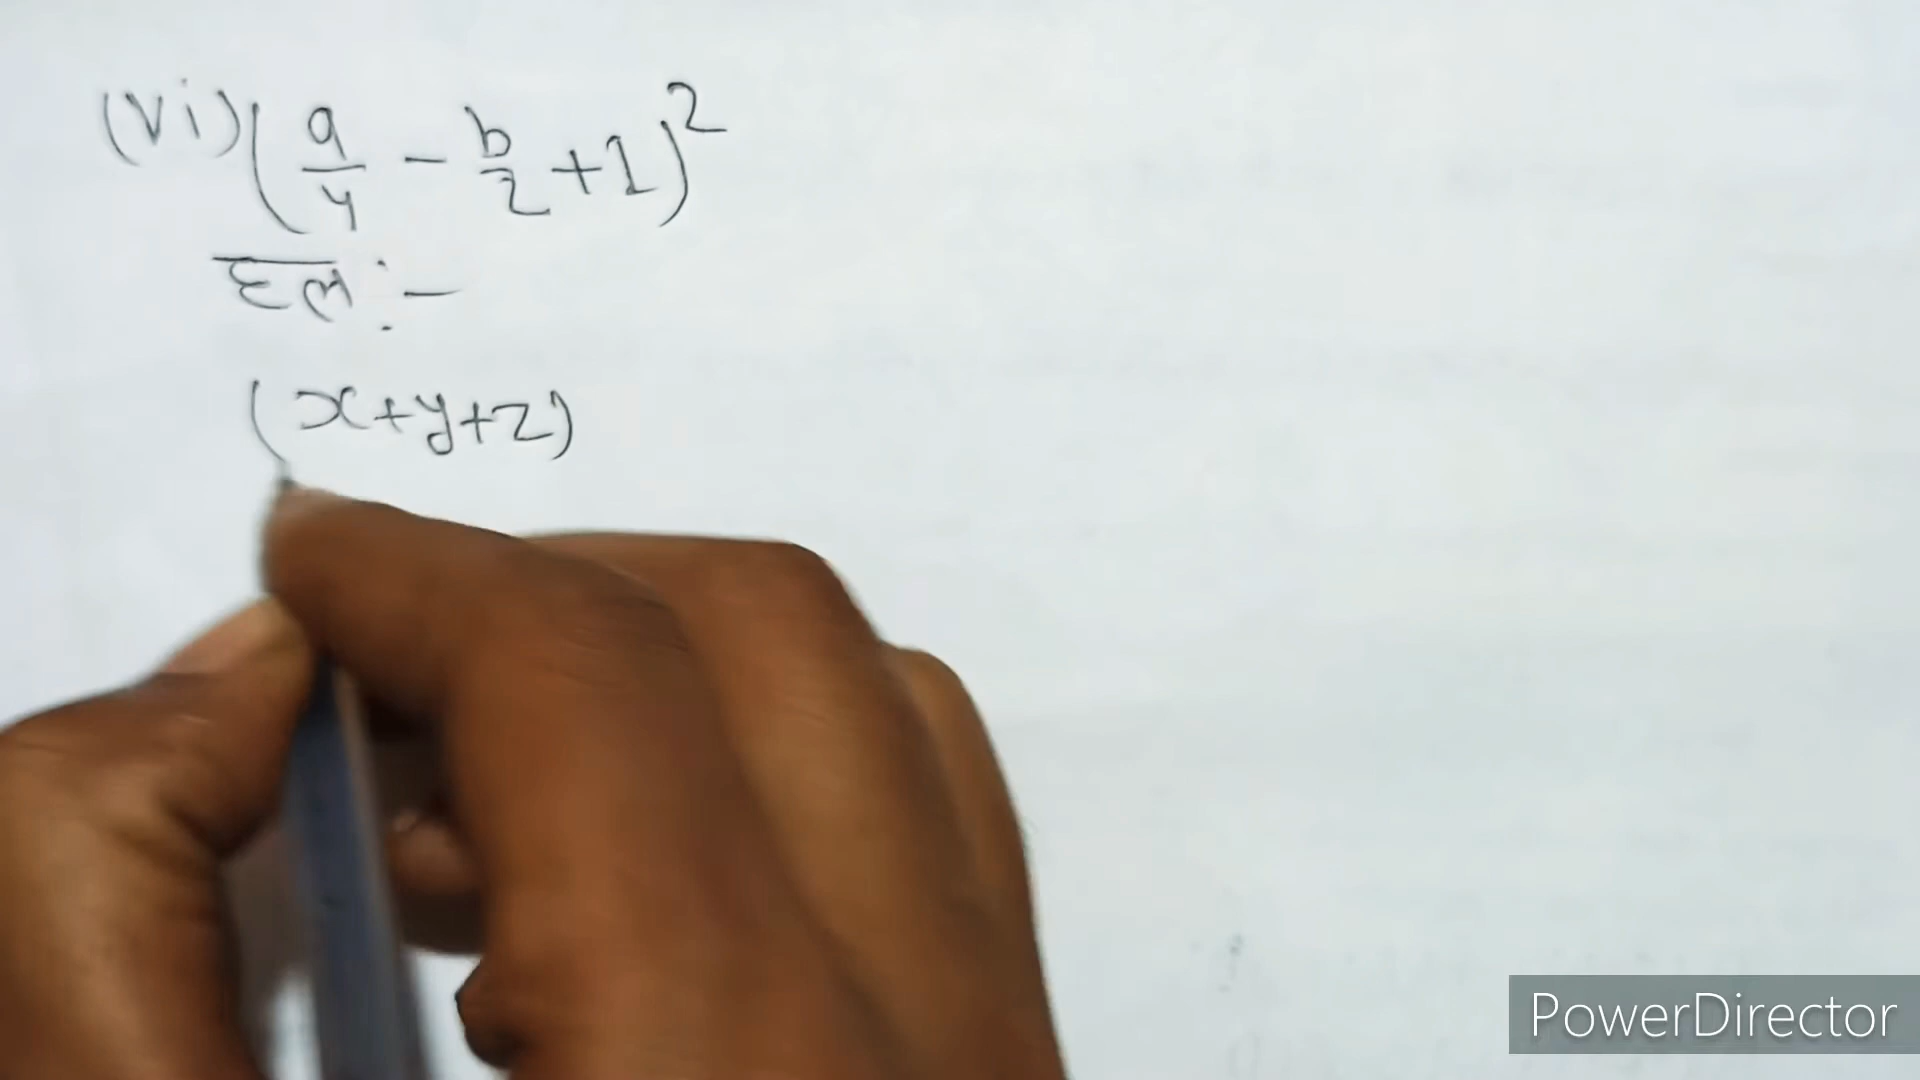 (vi) (a/4 - b/2 + 1)²
हल :-
(x+y+z)
PowerDirector